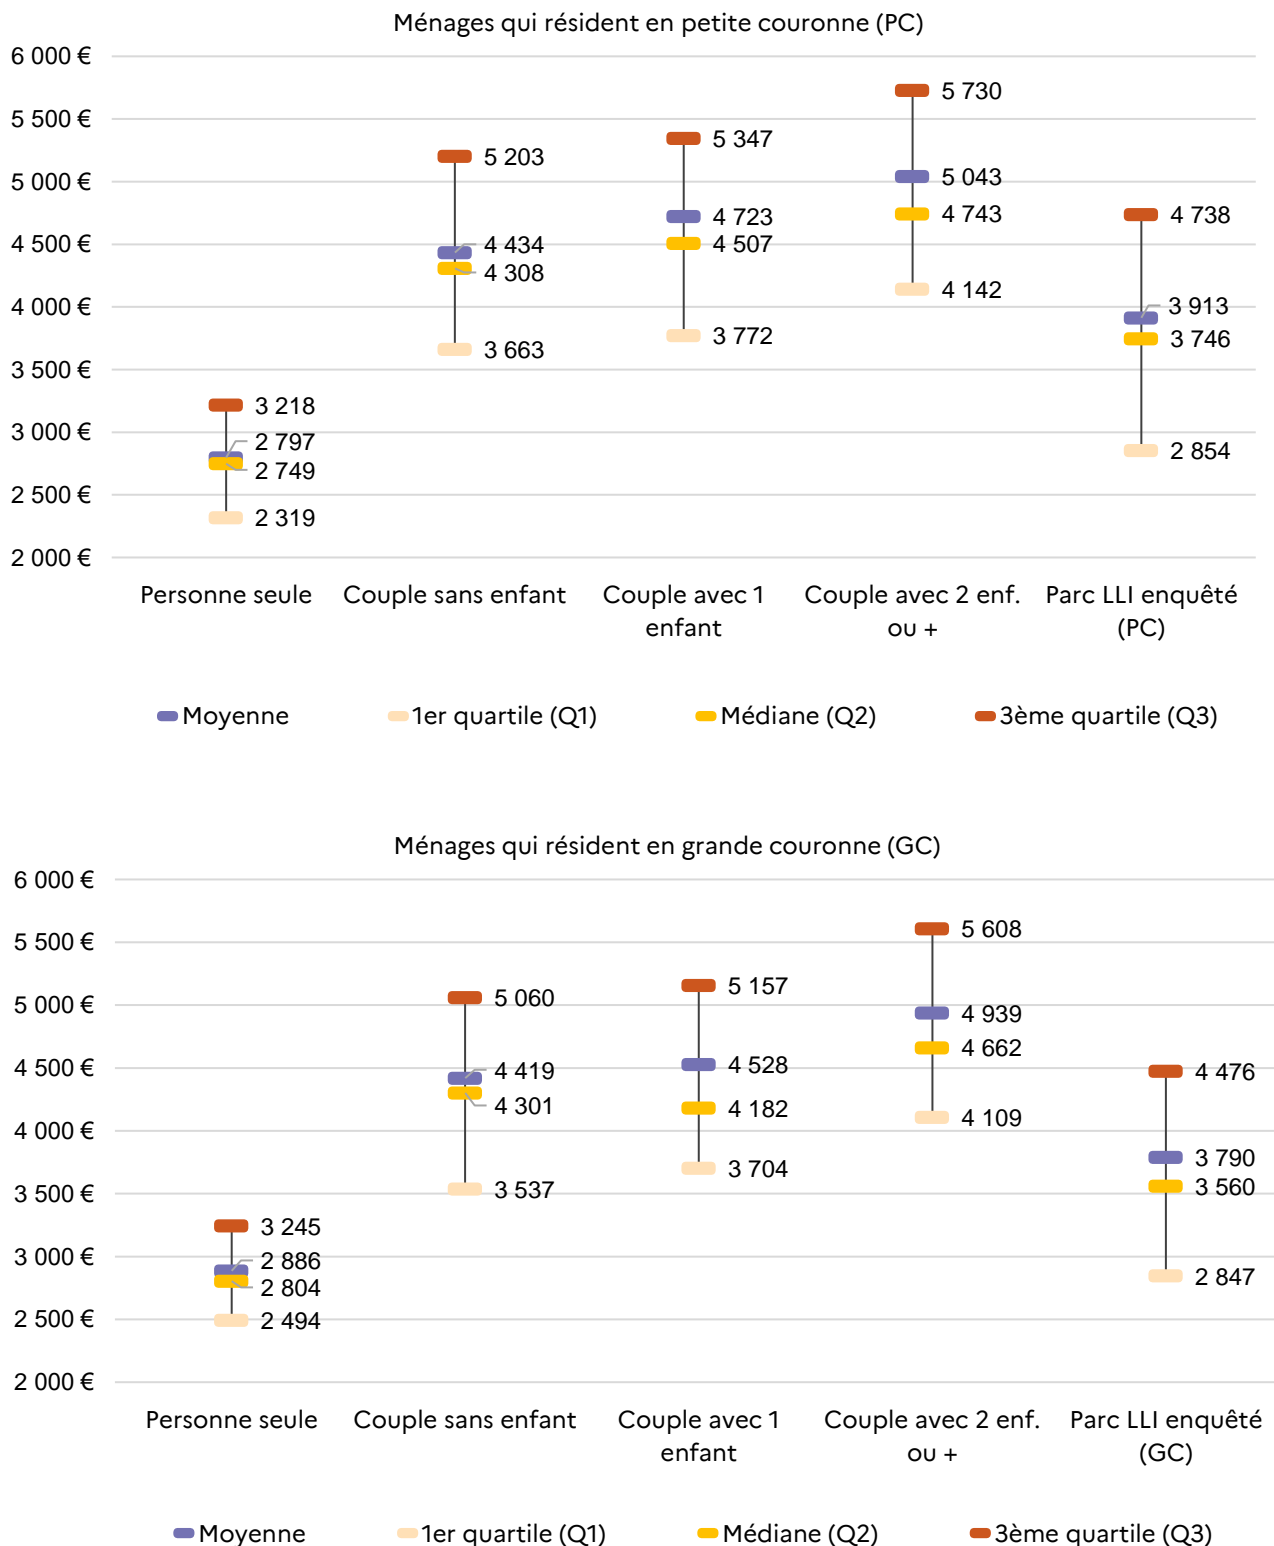 Ménages qui résident en petite couronne (PC)
6 000 €
5 500 €
5 000 €
4 500 €
4 000 €
3 500 €
3 000 €
2 500 €
2 000 €
3 218
2 797
2 749
2 319
5 203
4 434
4 308
3 663
5 347
4 723
4 507
3 772
5 730
5 043
4 743
4 142
4 738
3 913
3 746
2 854
Personne seule
Couple sans enfant
Couple avec 1
enfant
Couple avec 2 enf.
ou +
Parc LLI enquêté
(PC)
Moyenne
1er quartile (Q1)
Médiane (Q2)
3ème quartile (Q3)
Ménages qui résident en grande couronne (GC)
6 000 €
5 500 €
5 000 €
4 500 €
4 000 €
3 500 €
3 000 €
2 500 €
2 000 €
3 245
2 886
2 804
2 494
5 060
4 419
4 301
3 537
5 157
4 528
4 182
3 704
5 608
4 939
4 662
4 109
4 476
3 790
3 560
2 847
Personne seule
Couple sans enfant
Couple avec 1
enfant
Couple avec 2 enf.
ou +
Parc LLI enquêté
(GC)
Moyenne
1er quartile (Q1)
Médiane (Q2)
3ème quartile (Q3)